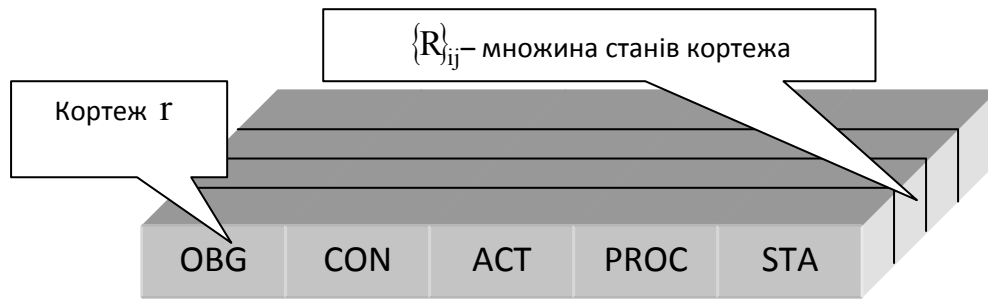 {R}ij– множина станів кортежа
Кортеж r
OBG CON ACT PROC STA